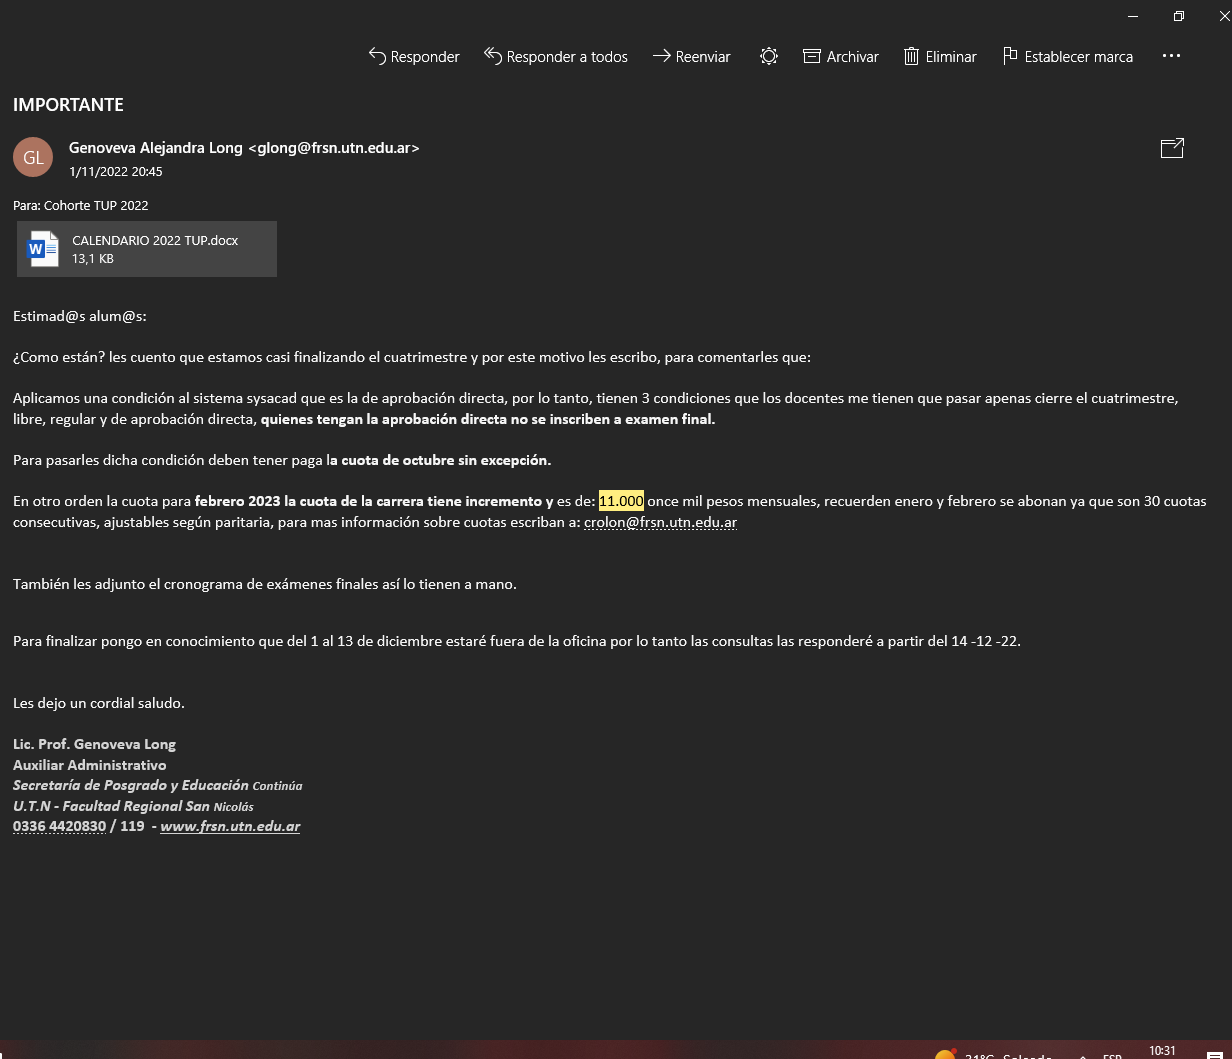 Responder Responder a todos Reenviar Archivar Eliminar Establecer marca ...
IMPORTANTE
GL
Genoveva Alejandra Long <glong@frsn.utn.edu.ar>
1/11/2022 20:45
Para: Cohorte TUP 2022
W
CALENDARIO 2022 TUP.docx
13,1 KB
Estimad@s alum@s:
¿Como están? les cuento que estamos casi finalizando el cuatrimestre y por este motivo les escribo, para comentarles que:
Aplicamos una condición al sistema sysacad que es la de aprobación directa, por lo tanto, tienen 3 condiciones que los docentes me tienen que pasar apenas cierre el cuatrimestre,
libre, regular y de aprobación directa, quienes tengan la aprobación directa no se inscriben a examen final.
Para pasarles dicha condición deben tener paga la cuota de octubre sin excepción.
En otro orden la cuota para febrero 2023 la cuota de la carrera tiene incremento y es de: 11.000 once mil pesos mensuales, recuerden enero y febrero se abonan ya que son 30 cuotas
consecutivas, ajustables según paritaria, para mas información sobre cuotas escriban a: crolon@frsn.utn.edu.ar
También les adjunto el cronograma de exámenes finales así lo tienen a mano.
Para finalizar pongo en conocimiento que del 1 al 13 de diciembre estaré fuera de la oficina por lo tanto las consultas las responderé a partir del 14 -12 -22.
Les dejo un cordial saludo.
Lic. Prof. Genoveva Long
Auxiliar Administrativo
Secretaría de Posgrado y Educación Continúa
U.T.N - Facultad Regional San Nicolás
0336 4420830 / 119 - www.frsn.utn.edu.ar
10:31
ESP